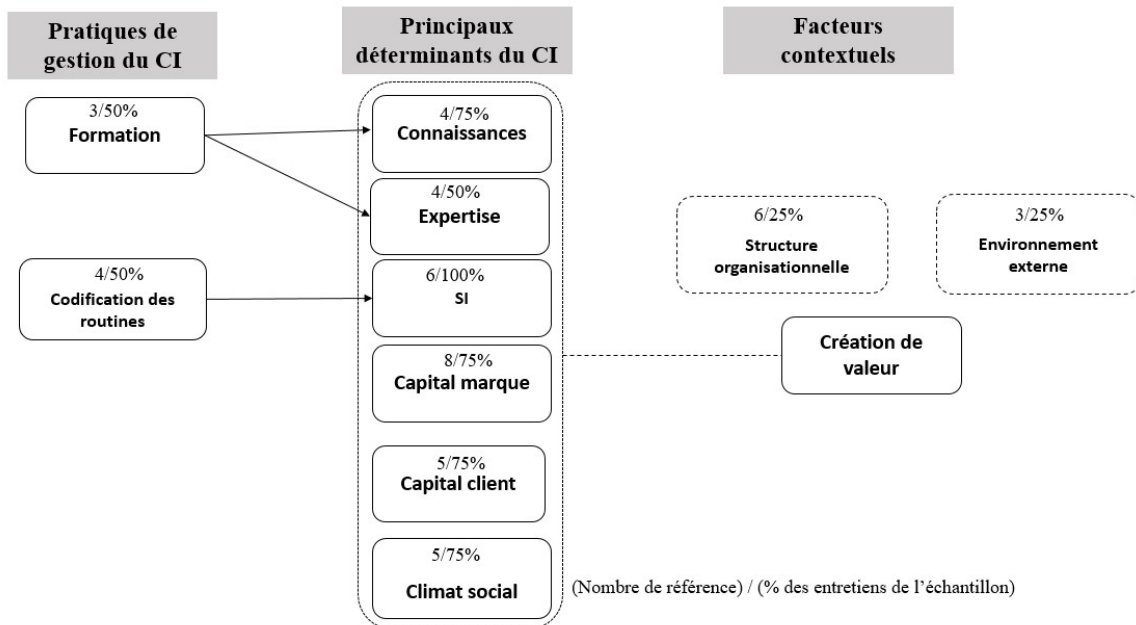 Pratiques de
gestion du CI
Principaux
déterminants du CI
Facteurs
contextuels
3/50%
Formation
4/50%
Codification des
routines
4/75%
Connaissances
4/50%
Expertise
6/100%
SI
8/75%
Capital marque
5/75%
Capital client
5/75%
Climat social
6/25%
Structure
organisationnelle
3/25%
Environnement
externe
Création de
valeur
(Nombre de référence) / (% des entretiens de l’échantillon)